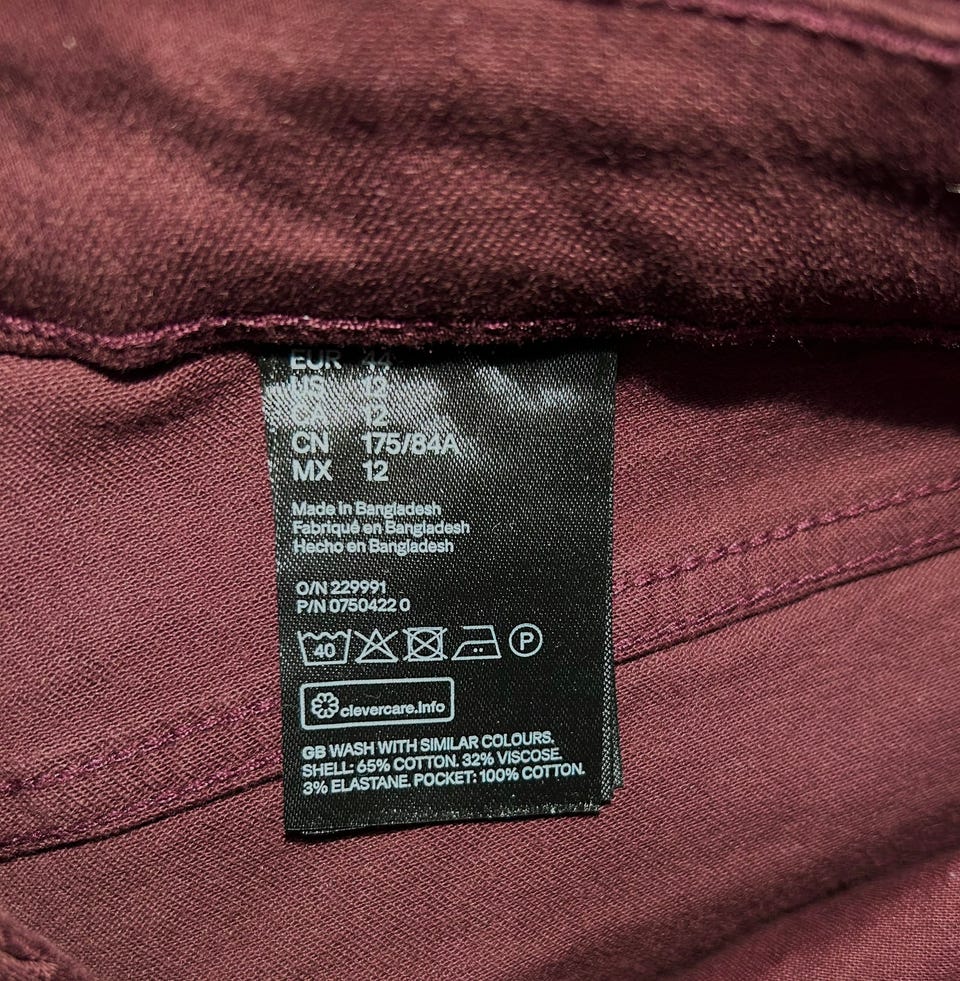 EUR 44
US 12
CA 12
CN 175/84A
MX 12
Made in Bangladesh
Fabriqué en Bangladesh
Hecho en Bangladesh
O/N 229991
P/N 0750422 0
40 P
clevercare.info
GB WASH WITH SIMILAR COLOURS.
SHELL: 65% COTTON. 32% VISCOSE.
3% ELASTANE. POCKET: 100% COTTON.